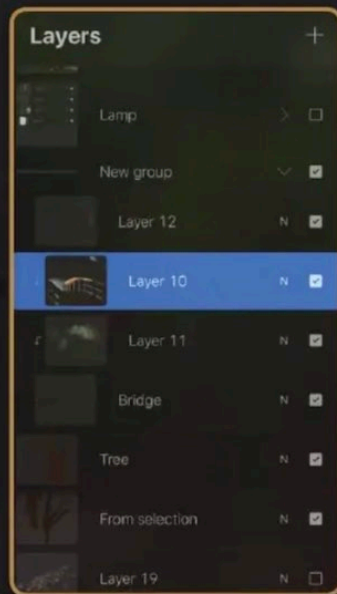 Layers
Lamp
New group
Layer 12 N
Layer 10 N
Layer 11 N
Bridge N
Tree N
From selection N
Layer 19 N